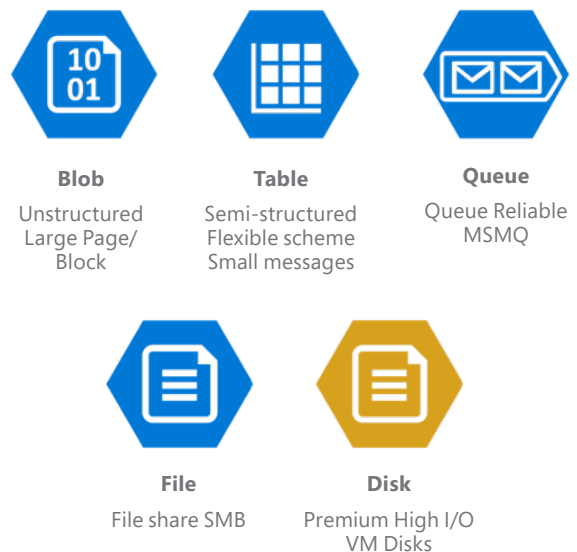 10
01
Blob
Unstructured
Large Page/
Block
Table
Semi-structured
Flexible scheme
Small messages
Queue
Queue Reliable
MSMQ
File
File share SMB
Disk
Premium High I/O
VM Disks